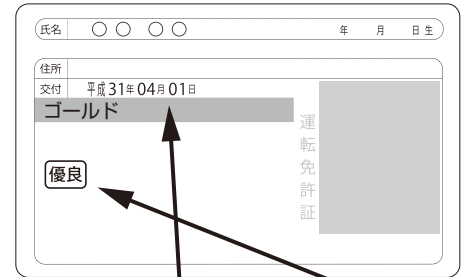 氏名 ○○ ○○ 年 月 日生
住所
交付 平成31年04月01日
ゴールド
優良
運転免許証